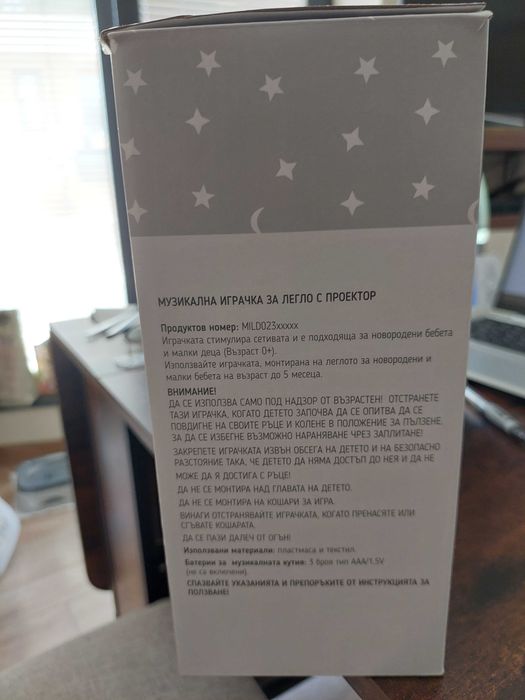 МУЗИКАЛНА ИГРАЧКА ЗА ЛЕГЛО С ПРОЕКТОР
Продуктов номер: MILD023xxxxx
Играчката стимулира сетивата и е подходяща за новородени бебета
и малки деца (Възраст 0+).
Използвайте играчката, монтирана на леглото за новородени и
малки бебета на възраст до 5 месеца.
ВНИМАНИЕ!
ДА СЕ ИЗПОЛЗВА САМО ПОД НАДЗОР ОТ ВЪЗРАСТЕН! ОТСТРАНЕТЕ
ТАЗИ ИГРАЧКА, КОГАТО ДЕТЕТО ЗАПОЧВА ДА СЕ ОПИТВА ДА СЕ
ПОВДИГНЕ НА СВОИТЕ РЪЦЕ И КОЛЕНЕ В ПОЛОЖЕНИЕ ЗА ПЪЛЗЕНЕ,
ЗА ДА СЕ ИЗБЕГНЕ ВЪЗМОЖНО НАРАНЯВАНЕ ЧРЕЗ ЗАПЛИТАНЕ!
ЗАКРЕПЕТЕ ИГРАЧКАТА ИЗВЪН ОБСЕГА НА ДЕТЕТО И НА БЕЗОПАСНО
РАЗСТОЯНИЕ ТАКА, ЧЕ ДЕТЕТО ДА НЯМА ДОСТЪП ДО НЕЯ И ДА НЕ
МОЖЕ ДА Я ДОСТИГА С РЪЦЕ!
ДА НЕ СЕ МОНТИРА НАД ГЛАВАТА НА ДЕТЕТО.
ДА НЕ СЕ МОНТИРА НА КОШАРИ ЗА ИГРА.
ВИНАГИ ОТСТРАНЯВАЙТЕ ИГРАЧКАТА, КОГАТО ПРЕНАСЯТЕ ИЛИ
СГЪВАТЕ КОШАРАТА.
ДА СЕ ПАЗИ ДАЛЕЧ ОТ ОГЪН!
Използвани материали: пластмаса и текстил.
Батерии за музикалната кутия: 3 броя тип AAA/1.5V
(не са включени).
СПАЗВАЙТЕ УКАЗАНИЯТА И ПРЕПОРЪКИТЕ ОТ ИНСТРУКЦИЯТА ЗА
ПОЛЗВАНЕ!